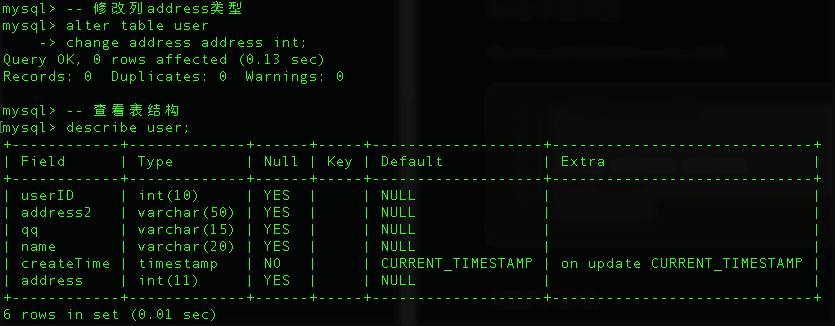 mysql> -- 修改列address类型
mysql> alter table user
    -> change address address int;
Query OK, 0 rows affected (0.13 sec)
Records: 0  Duplicates: 0  Warnings: 0

mysql> -- 查看表结构
mysql> describe user;
+------------+-------------+------+-----+-------------------+-----------------------------+
| Field      | Type        | Null | Key | Default           | Extra                       |
+------------+-------------+------+-----+-------------------+-----------------------------+
| userID     | int(10)     | YES  |     | NULL              |                             |
| address2   | varchar(50) | YES  |     | NULL              |                             |
| qq         | varchar(15) | YES  |     | NULL              |                             |
| name       | varchar(20) | YES  |     | NULL              |                             |
| createTime | timestamp   | NO   |     | CURRENT_TIMESTAMP | on update CURRENT_TIMESTAMP |
| address    | int(11)     | YES  |     | NULL              |                             |
+------------+-------------+------+-----+-------------------+-----------------------------+
6 rows in set (0.01 sec)